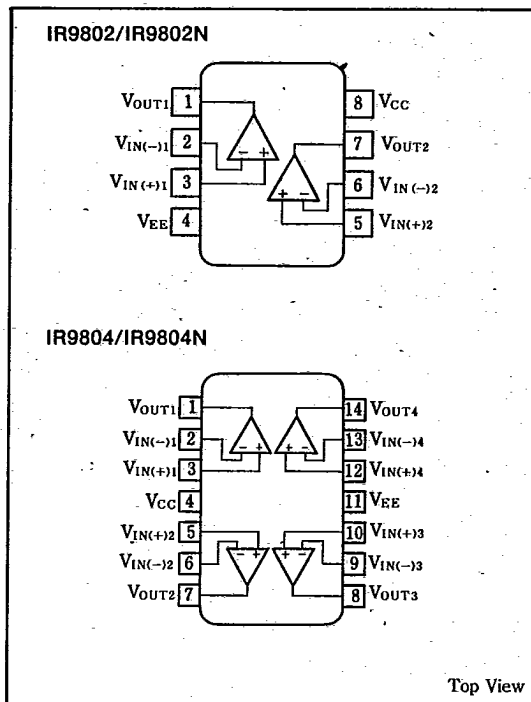 IR9802/IR9802N
VOUT1 1
8 VCC
VIN(−)1 2
7 VOUT2
VIN(+)1 3
6 VIN(−)2
VEE 4
5 VIN(+)2
− +
+ −
IR9804/IR9804N
VOUT1 1
14 VOUT4
VIN(−)1 2
13 VIN(−)4
VIN(+)1 3
12 VIN(+)4
VCC 4
11 VEE
VIN(+)2 5
10 VIN(+)3
VIN(−)2 6
9 VIN(−)3
VOUT2 7
8 VOUT3
− +
+ −
− +
+ −
Top View